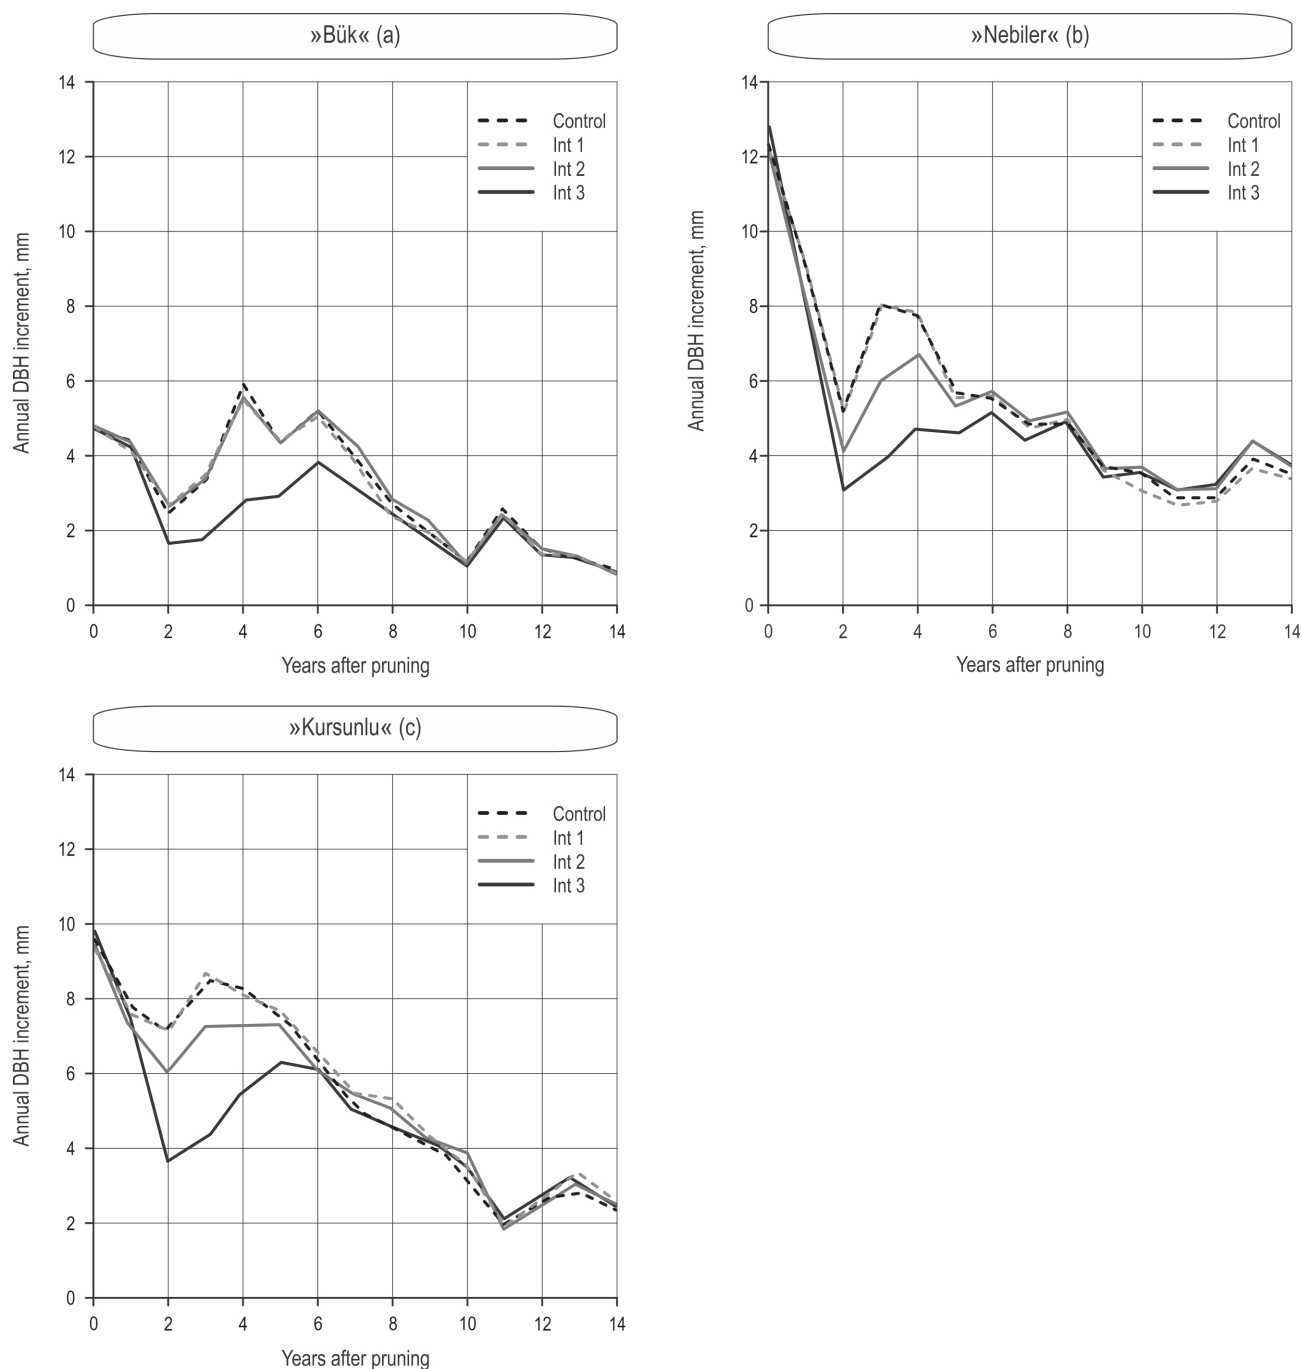 »Bük« (a)
14
12
10
8
6
4
2
0
Annual DBH increment, mm
Control
Int 1
Int 2
Int 3
0 2 4 6 8 10 12 14
Years after pruning
»Nebiler« (b)
14
12
10
8
6
4
2
0
Annual DBH increment, mm
Control
Int 1
Int 2
Int 3
0 2 4 6 8 10 12 14
Years after pruning
»Kursunlu« (c)
14
12
10
8
6
4
2
0
Annual DBH increment, mm
Control
Int 1
Int 2
Int 3
0 2 4 6 8 10 12 14
Years after pruning